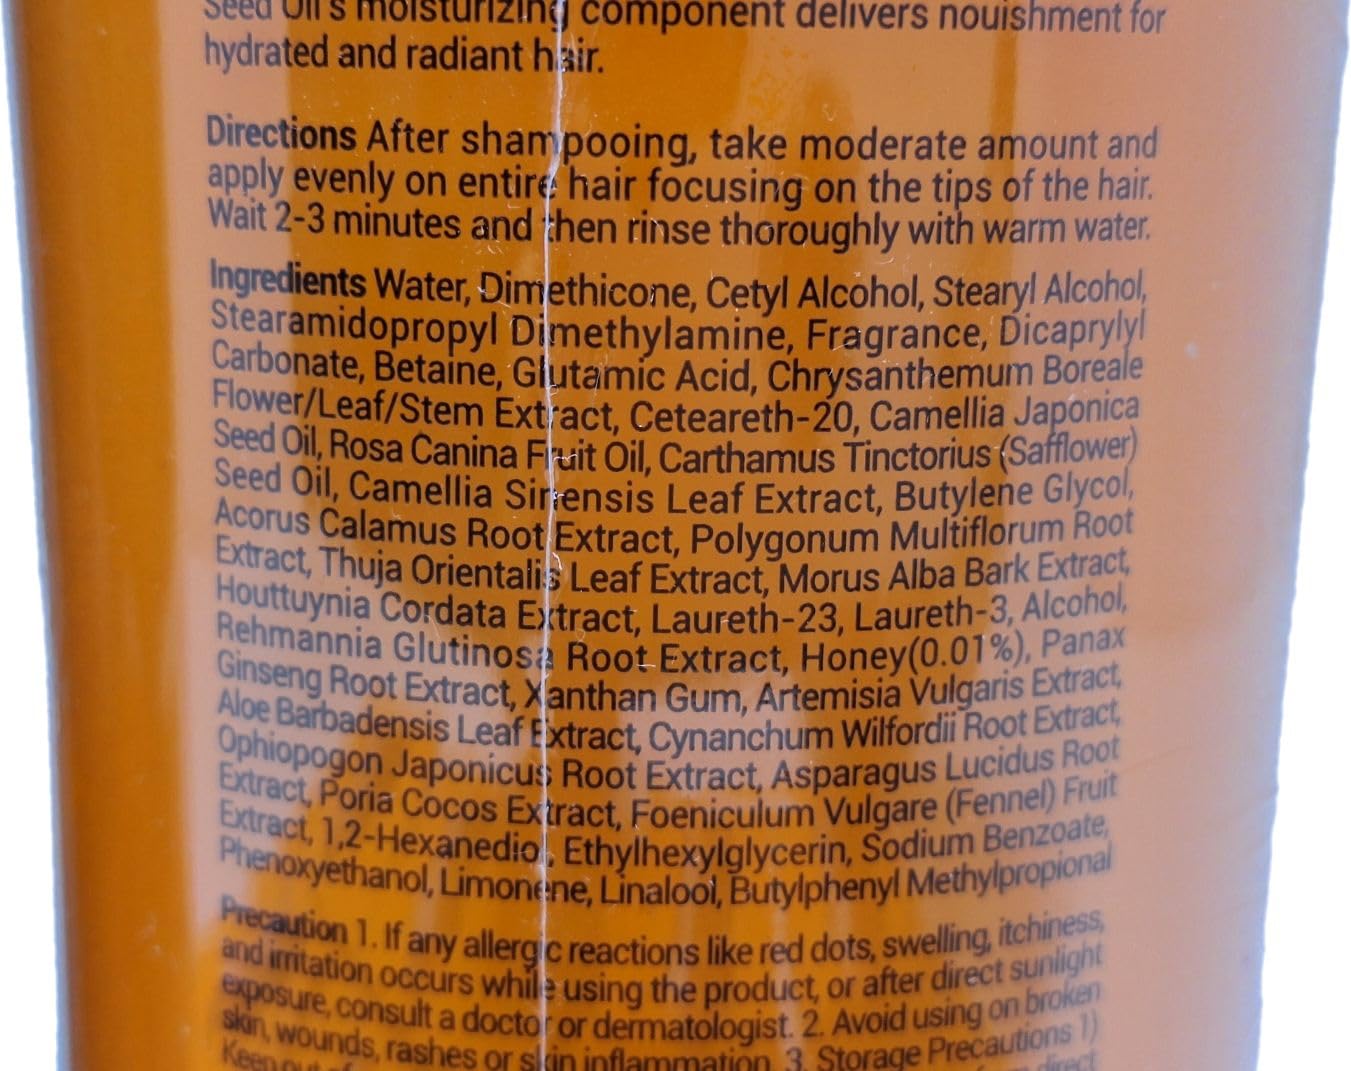 Seed Oil's moisturizing component delivers nouishment for
hydrated and radiant hair.
Directions After shampooing, take moderate amount and
apply evenly on entire hair focusing on the tips of the hair.
Wait 2-3 minutes and then rinse thoroughly with warm water.
Ingredients Water, Dimethicone, Cetyl Alcohol, Stearyl Alcohol,
Stearamidopropyl Dimethylamine, Fragrance, Dicaprylyl
Carbonate, Betaine, Glutamic Acid, Chrysanthemum Boreale
Flower/Leaf/Stem Extract, Ceteareth-20, Camellia Japonica
Seed Oil, Rosa Canina Fruit Oil, Carthamus Tinctorius (Safflower)
Seed Oil, Camellia Sinensis Leaf Extract, Butylene Glycol,
Acorus Calamus Root Extract, Polygonum Multiflorum Root
Extract, Thuja Orientalis Leaf Extract, Morus Alba Bark Extract,
Houttuynia Cordata Extract, Laureth-23, Laureth-3, Alcohol,
Rehmannia Glutinosa Root Extract, Honey(0.01%), Panax
Ginseng Root Extract, Xanthan Gum, Artemisia Vulgaris Extract,
Aloe Barbadensis Leaf Extract, Cynanchum Wilfordii Root Extract,
Ophiopogon Japonicus Root Extract, Asparagus Lucidus Root
Extract, Poria Cocos Extract, Foeniculum Vulgare (Fennel) Fruit
Extract, 1,2-Hexanediol, Ethylhexylglycerin, Sodium Benzoate,
Phenoxyethanol, Limonene, Linalool, Butylphenyl Methylpropional
Precaution 1. If any allergic reactions like red dots, swelling, itchiness,
and irritation occurs while using the product, or after direct sunlight
exposure, consult a doctor or dermatologist. 2. Avoid using on broken
skin, wounds, rashes or skin inflammation. 3. Storage Precautions 1)
Keep out of direct